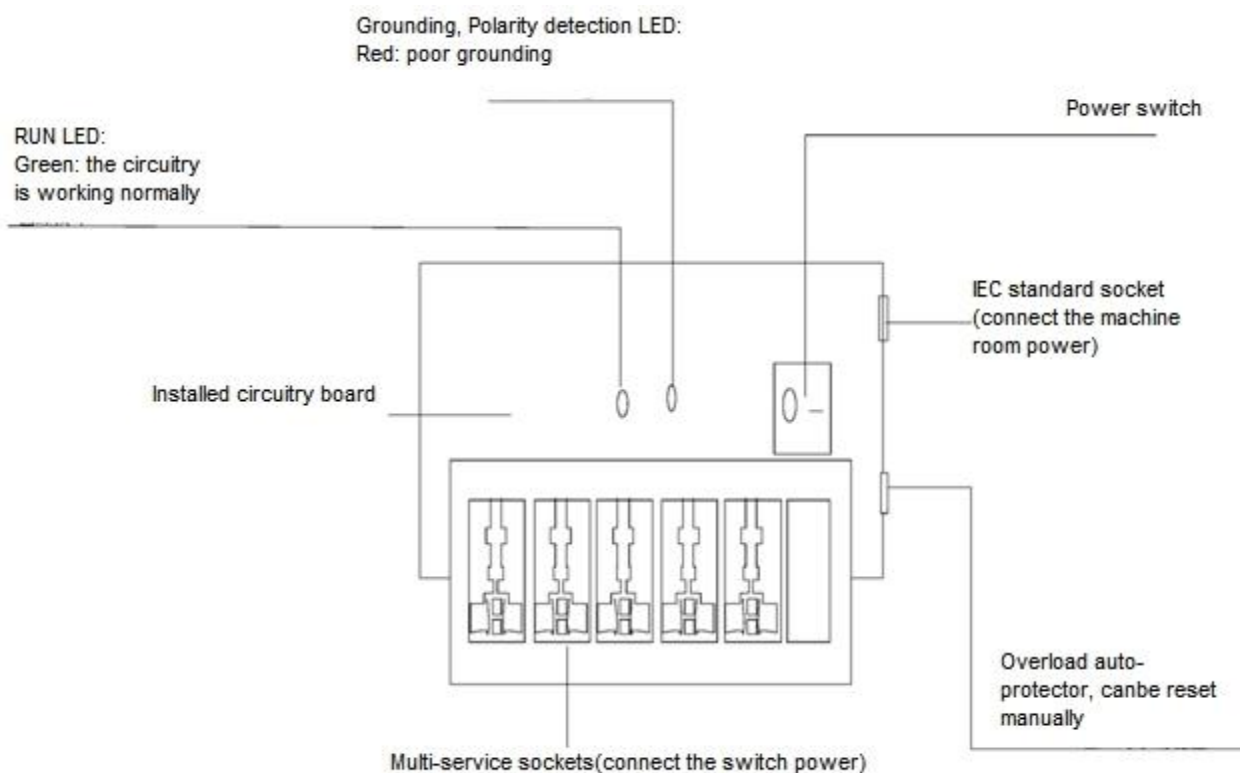 Grounding, Polarity detection LED:
Red: poor grounding
Power switch
RUN LED:
Green: the circuitry
is working normally
IEC standard socket
(connect the machine
room power)
Installed circuitry board
Overload auto-
protector, canbe reset
manually
Multi-service sockets(connect the switch power)